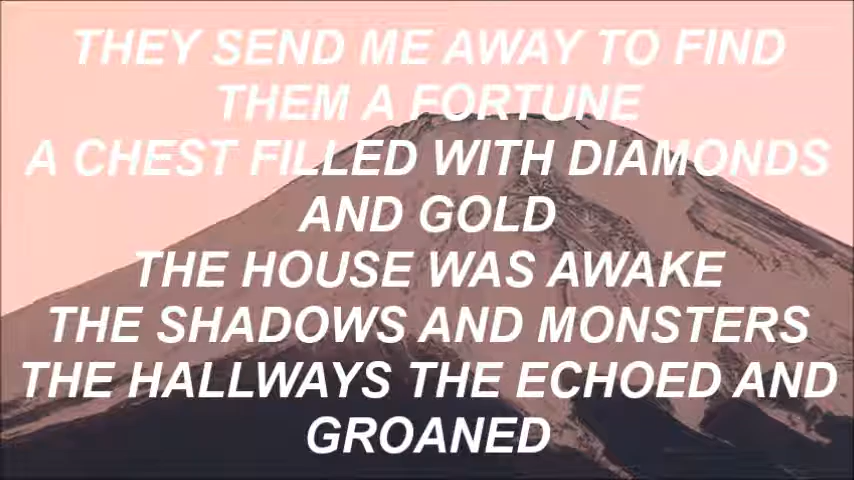 THEY SEND ME AWAY TO FIND
THEM A FORTUNE
A CHEST FILLED WITH DIAMONDS
AND GOLD
THE HOUSE WAS AWAKE
THE SHADOWS AND MONSTERS
THE HALLWAYS THE ECHOED AND
GROANED